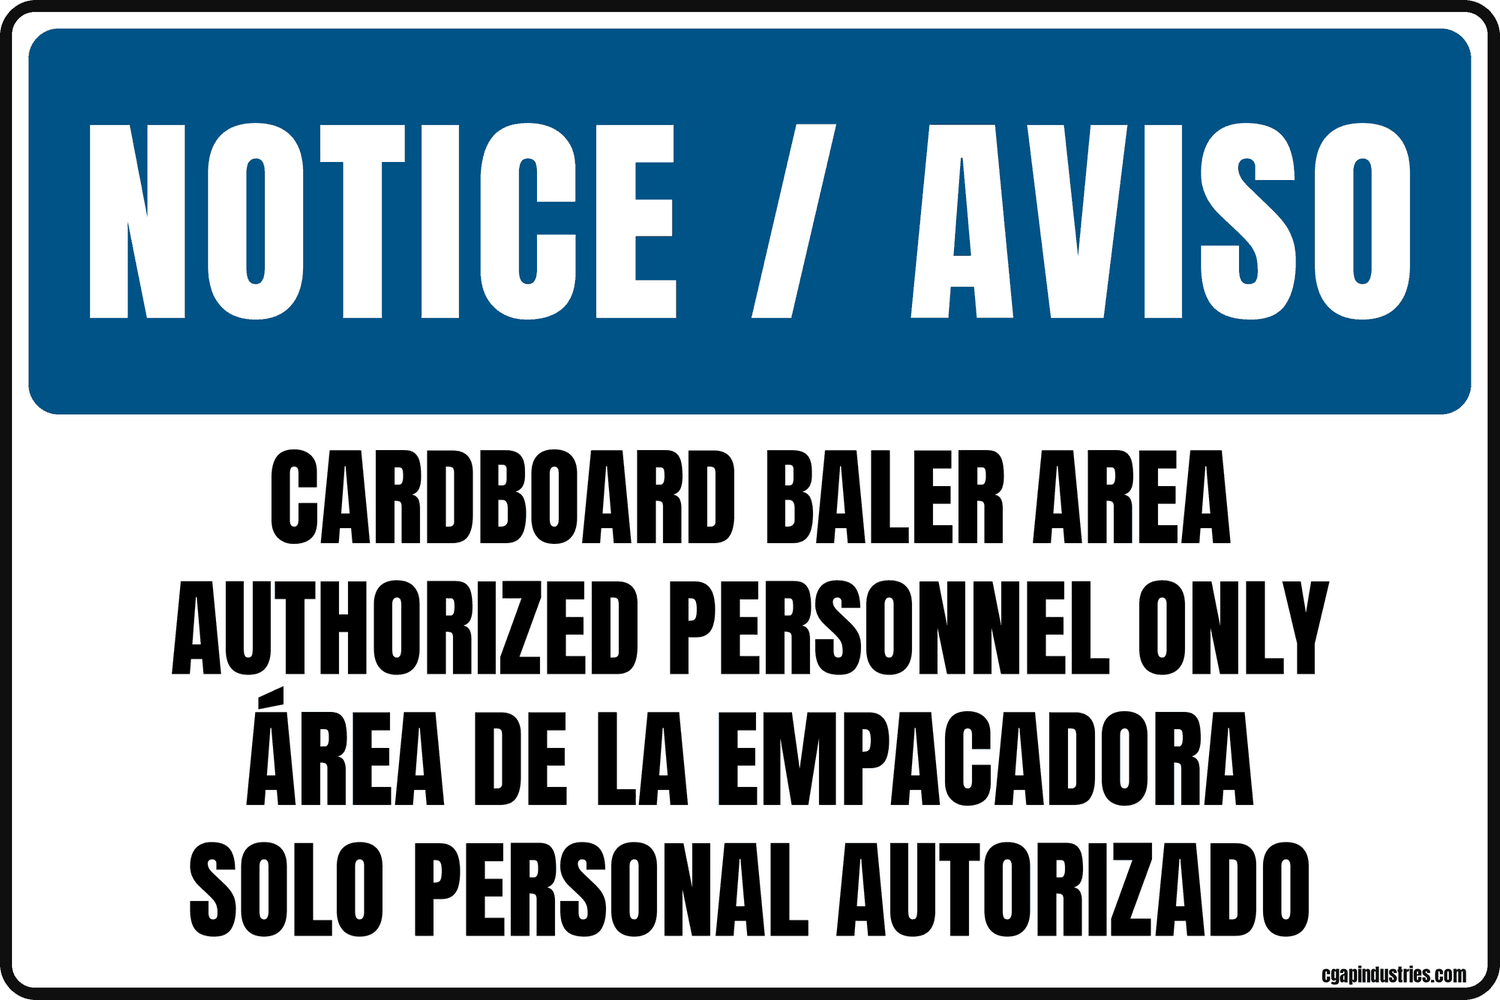 NOTICE / AVISO
CARDBOARD BALER AREA
AUTHORIZED PERSONNEL ONLY
ÁREA DE LA EMPACADORA
SOLO PERSONAL AUTORIZADO
cgapindustries.com